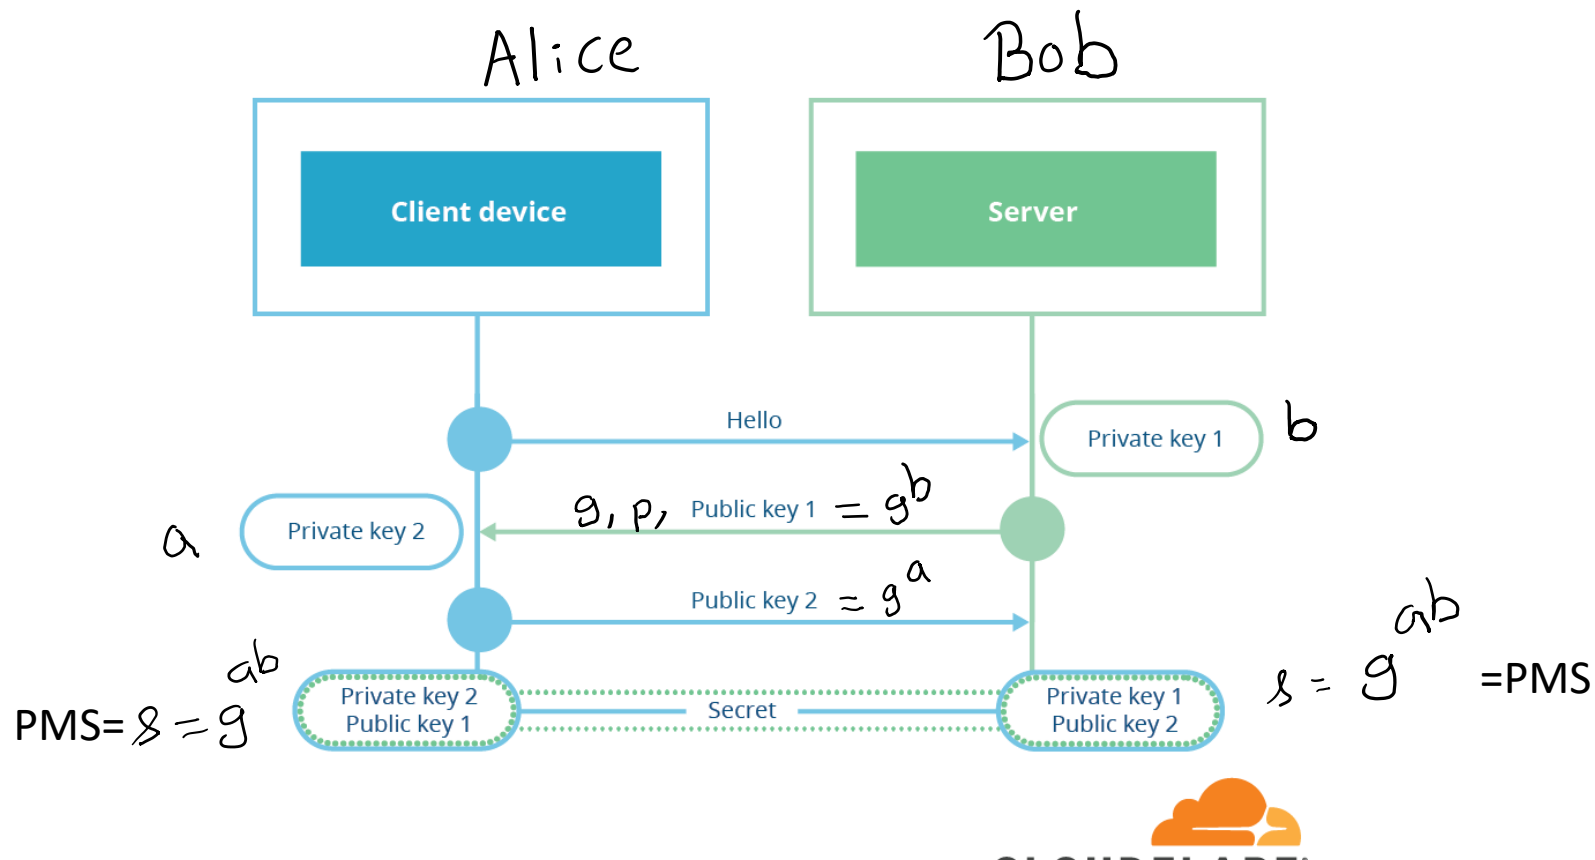 Alice
Bob
Client device
Server
Hello
Private key 1
b
g, p, Public key 1 = g^b
a
Private key 2
Public key 2 = g^a
PMS= s = g^ab
Private key 2
Public key 1
Secret
Private key 1
Public key 2
s = g^ab =PMS